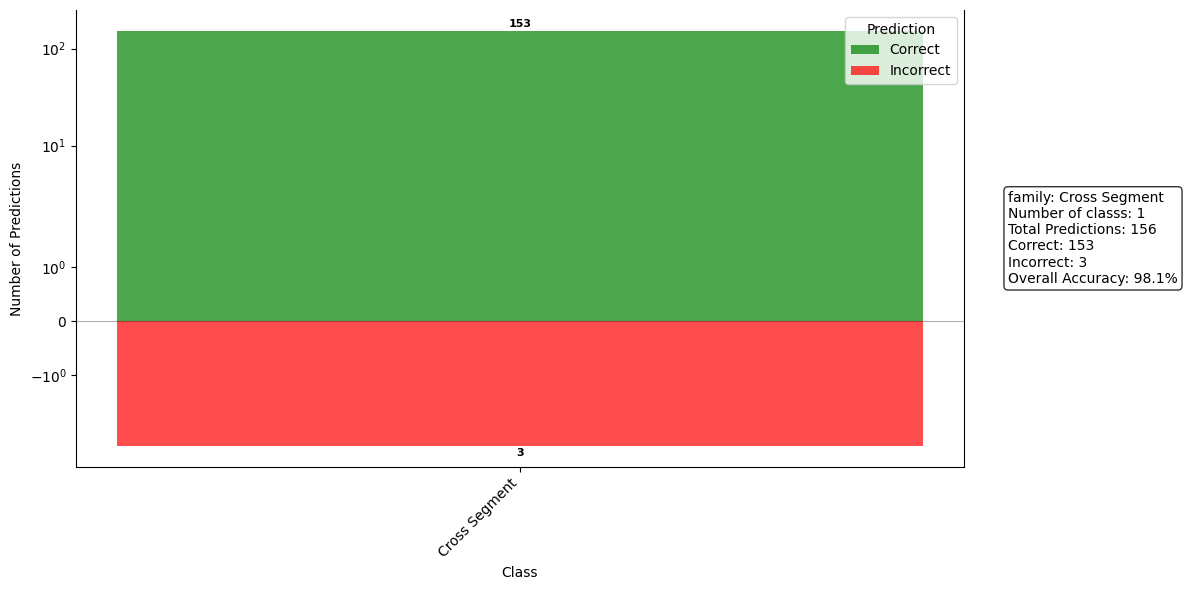 153
Prediction
Correct
Incorrect
10²
10¹
10⁰
0
−10⁰
Number of Predictions
3
Cross Segment
Class
family: Cross Segment
Number of classs: 1
Total Predictions: 156
Correct: 153
Incorrect: 3
Overall Accuracy: 98.1%